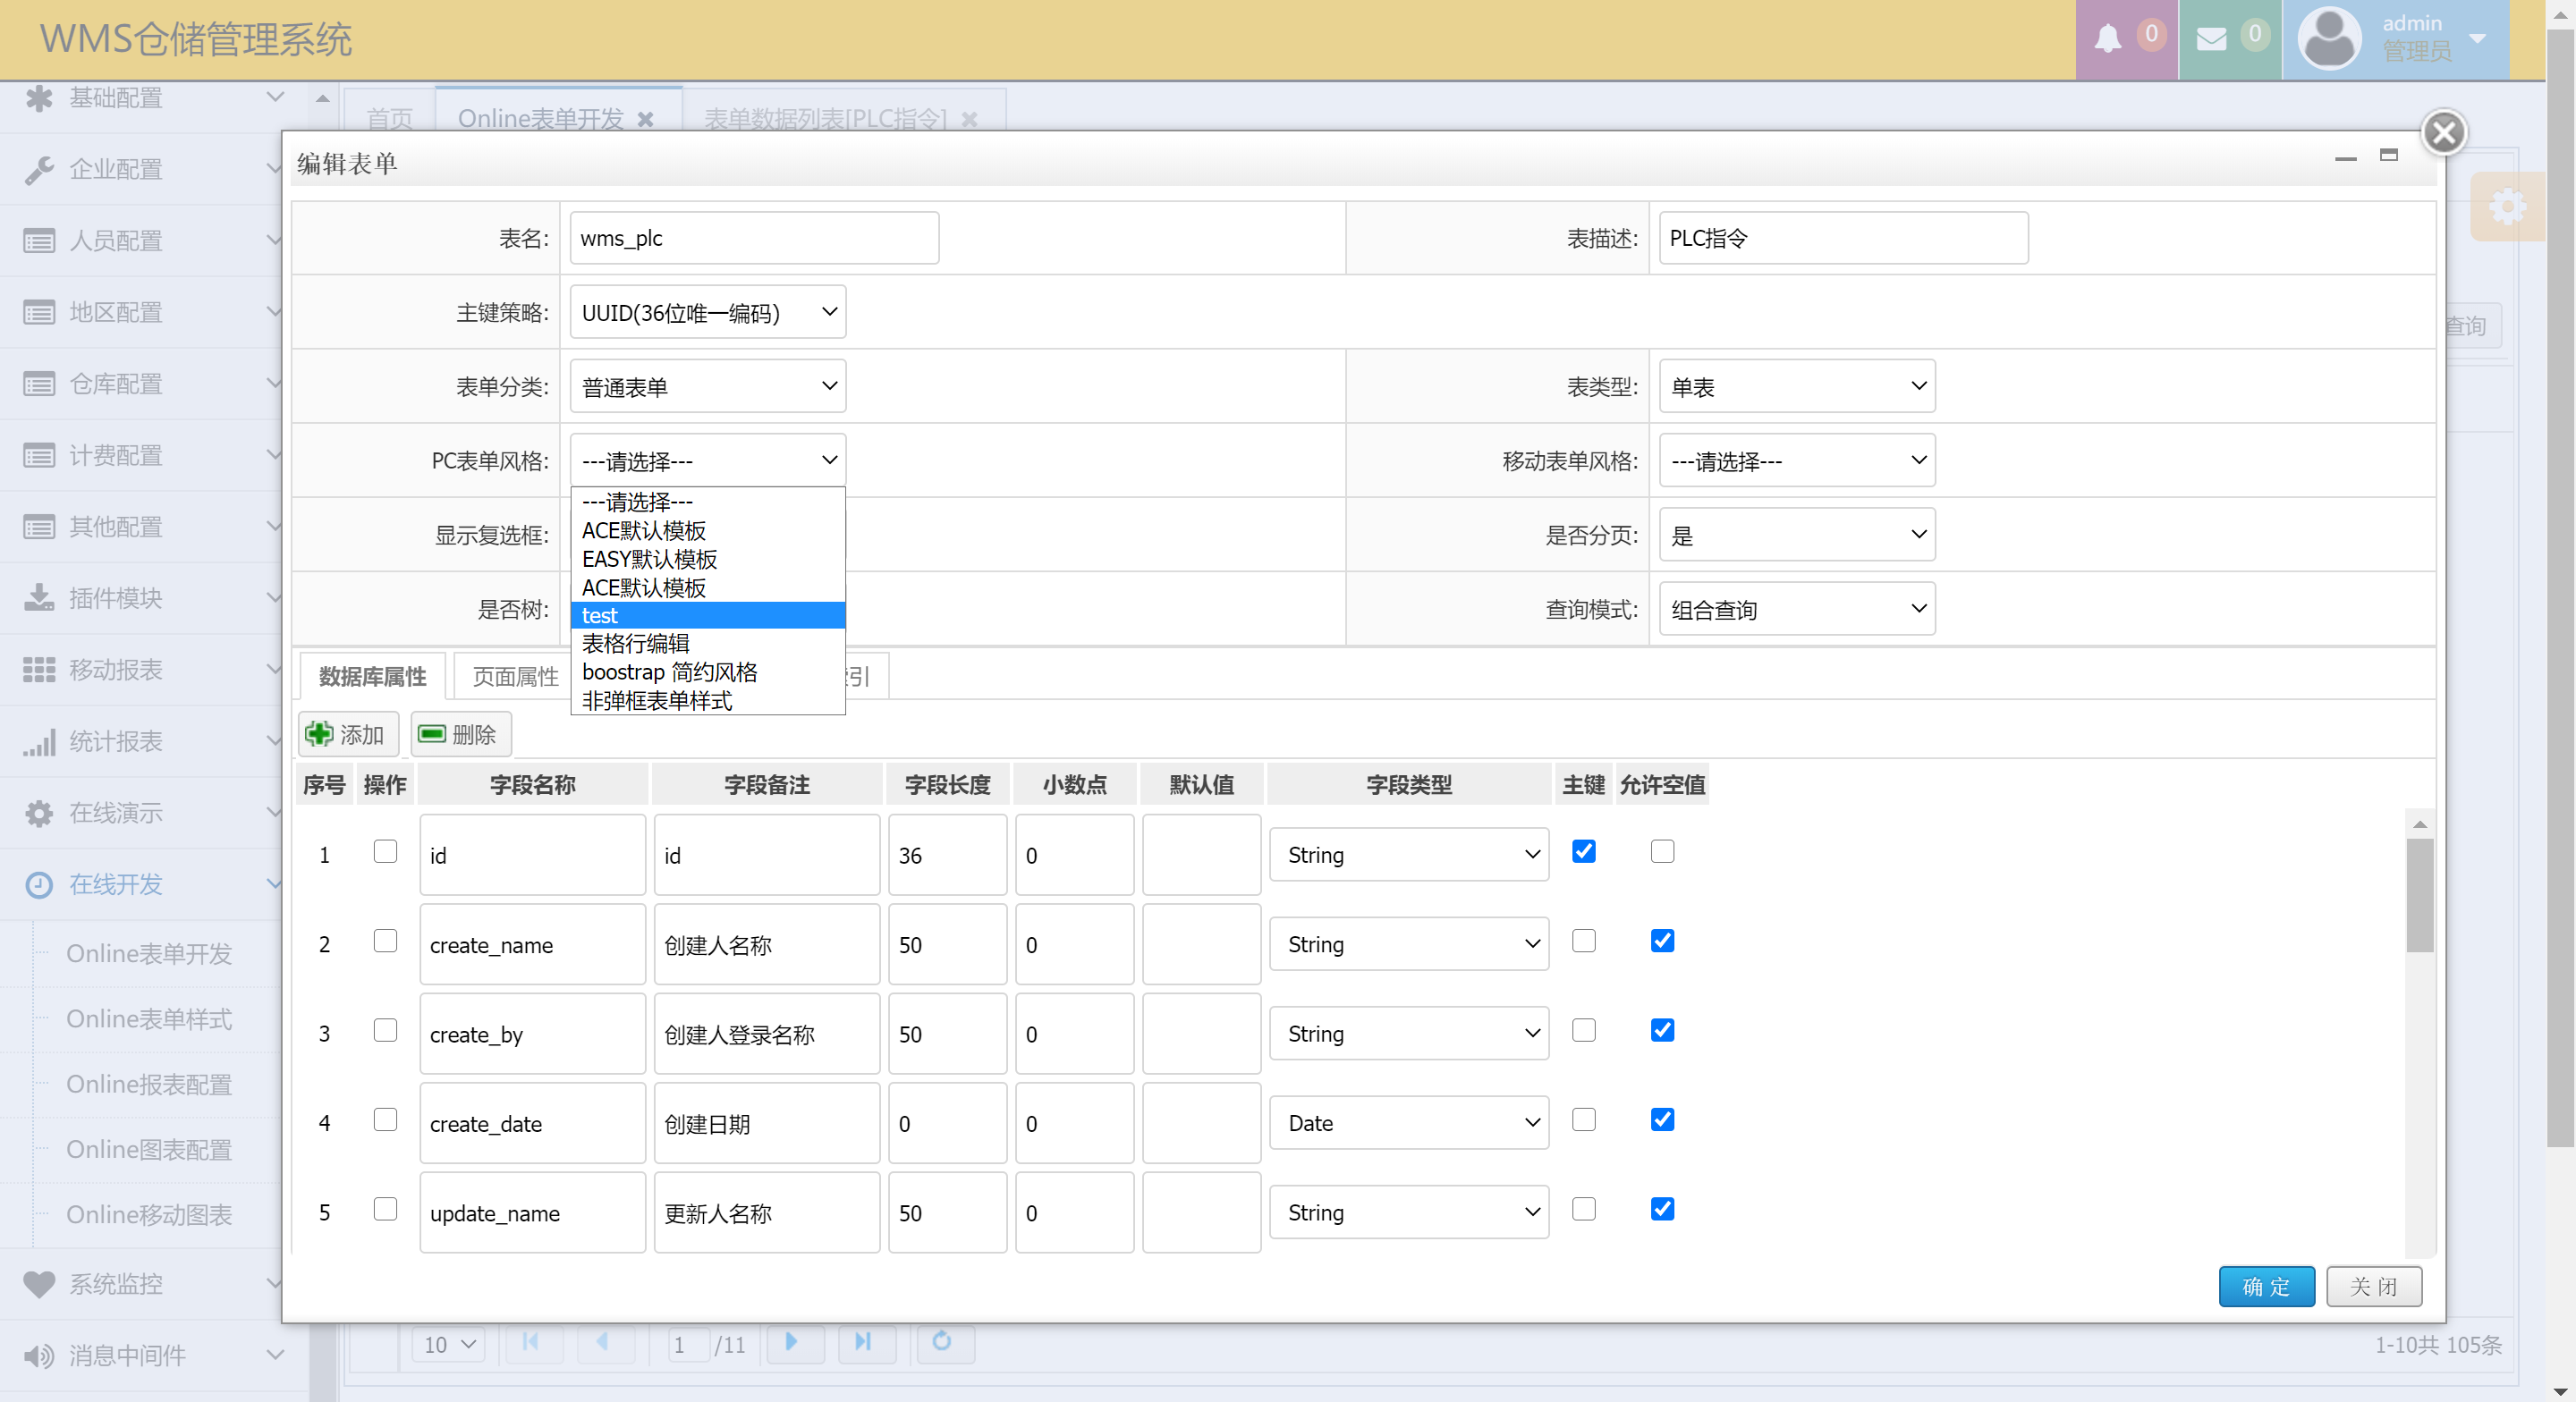 WMS仓储管理系统
0
0
admin
管理员
基础配置
企业配置
人员配置
地区配置
仓库配置
计费配置
其他配置
插件模块
移动报表
统计报表
在线演示
在线开发
Online表单开发
Online表单样式
Online报表配置
Online图表配置
Online移动图表
系统监控
消息中间件
首页 Online表单开发 表单数据列表[PLC指令]
查询
编辑表单
表名: wms_plc 表描述: PLC指令
主键策略: UUID(36位唯一编码)
表单分类: 普通表单 表类型: 单表
PC表单风格: ---请选择--- 移动表单风格: ---请选择---
---请选择---
ACE默认模板
EASY默认模板
ACE默认模板
test
表格行编辑
boostrap 简约风格
非弹框表单样式
显示复选框: 是否分页: 是
是否树: 查询模式: 组合查询
数据库属性 页面属性 引
添加 删除
序号 操作 字段名称 字段备注 字段长度 小数点 默认值 字段类型 主键 允许空值
1 id id 36 0 String
2 create_name 创建人名称 50 0 String
3 create_by 创建人登录名称 50 0 String
4 create_date 创建日期 0 0 Date
5 update_name 更新人名称 50 0 String
确定 关闭
10 1 /11 1-10共 105条